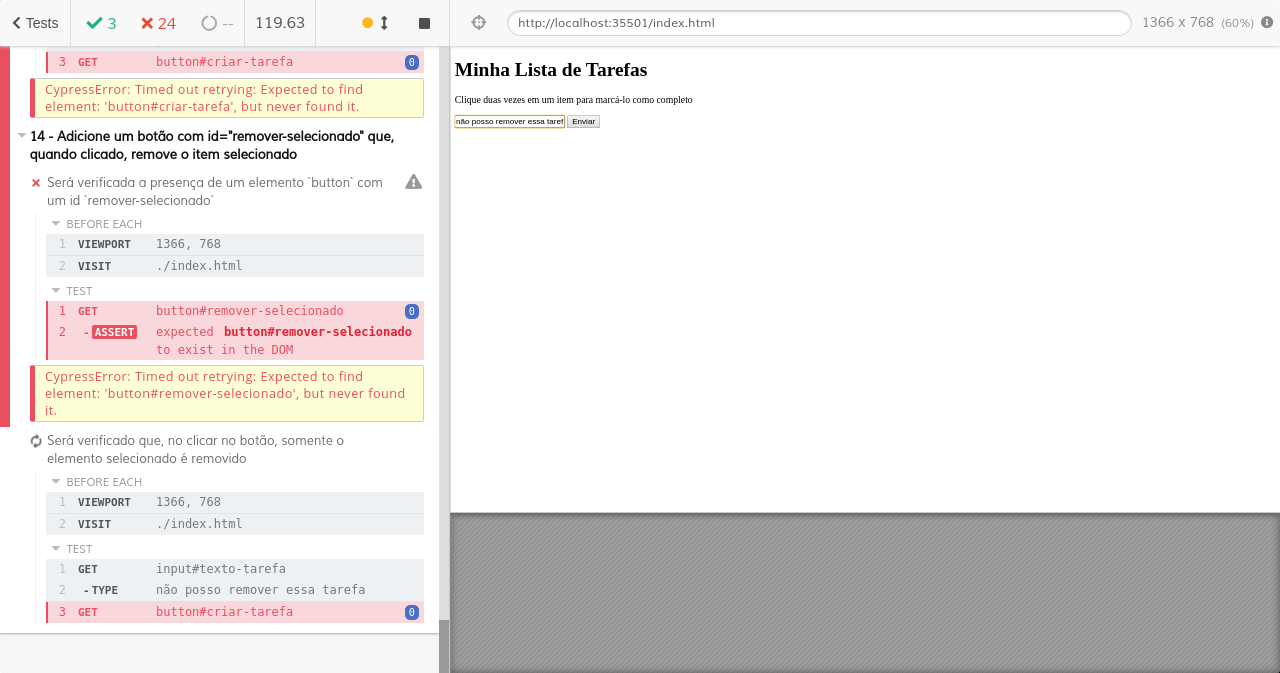 Tests
3
24
--
119.63
http://localhost:35501/index.html
1366 x 768 (60%)
3 GET button#criar-tarefa 0
CypressError: Timed out retrying: Expected to find
element: 'button#criar-tarefa', but never found it.
14 - Adicione um botão com id="remover-selecionado" que,
quando clicado, remove o item selecionado
Será verificada a presença de um elemento `button` com
um id `remover-selecionado`
BEFORE EACH
1 VIEWPORT 1366, 768
2 VISIT ./index.html
TEST
1 GET button#remover-selecionado 0
2 -ASSERT expected button#remover-selecionado
to exist in the DOM
CypressError: Timed out retrying: Expected to find
element: 'button#remover-selecionado', but never found
it.
Será verificado que, no clicar no botão, somente o
elemento selecionado é removido
BEFORE EACH
1 VIEWPORT 1366, 768
2 VISIT ./index.html
TEST
1 GET input#texto-tarefa
2 -TYPE não posso remover essa tarefa
3 GET button#criar-tarefa 0
Minha Lista de Tarefas
Clique duas vezes em um item para marcá-lo como completo
não posso remover essa taref Enviar